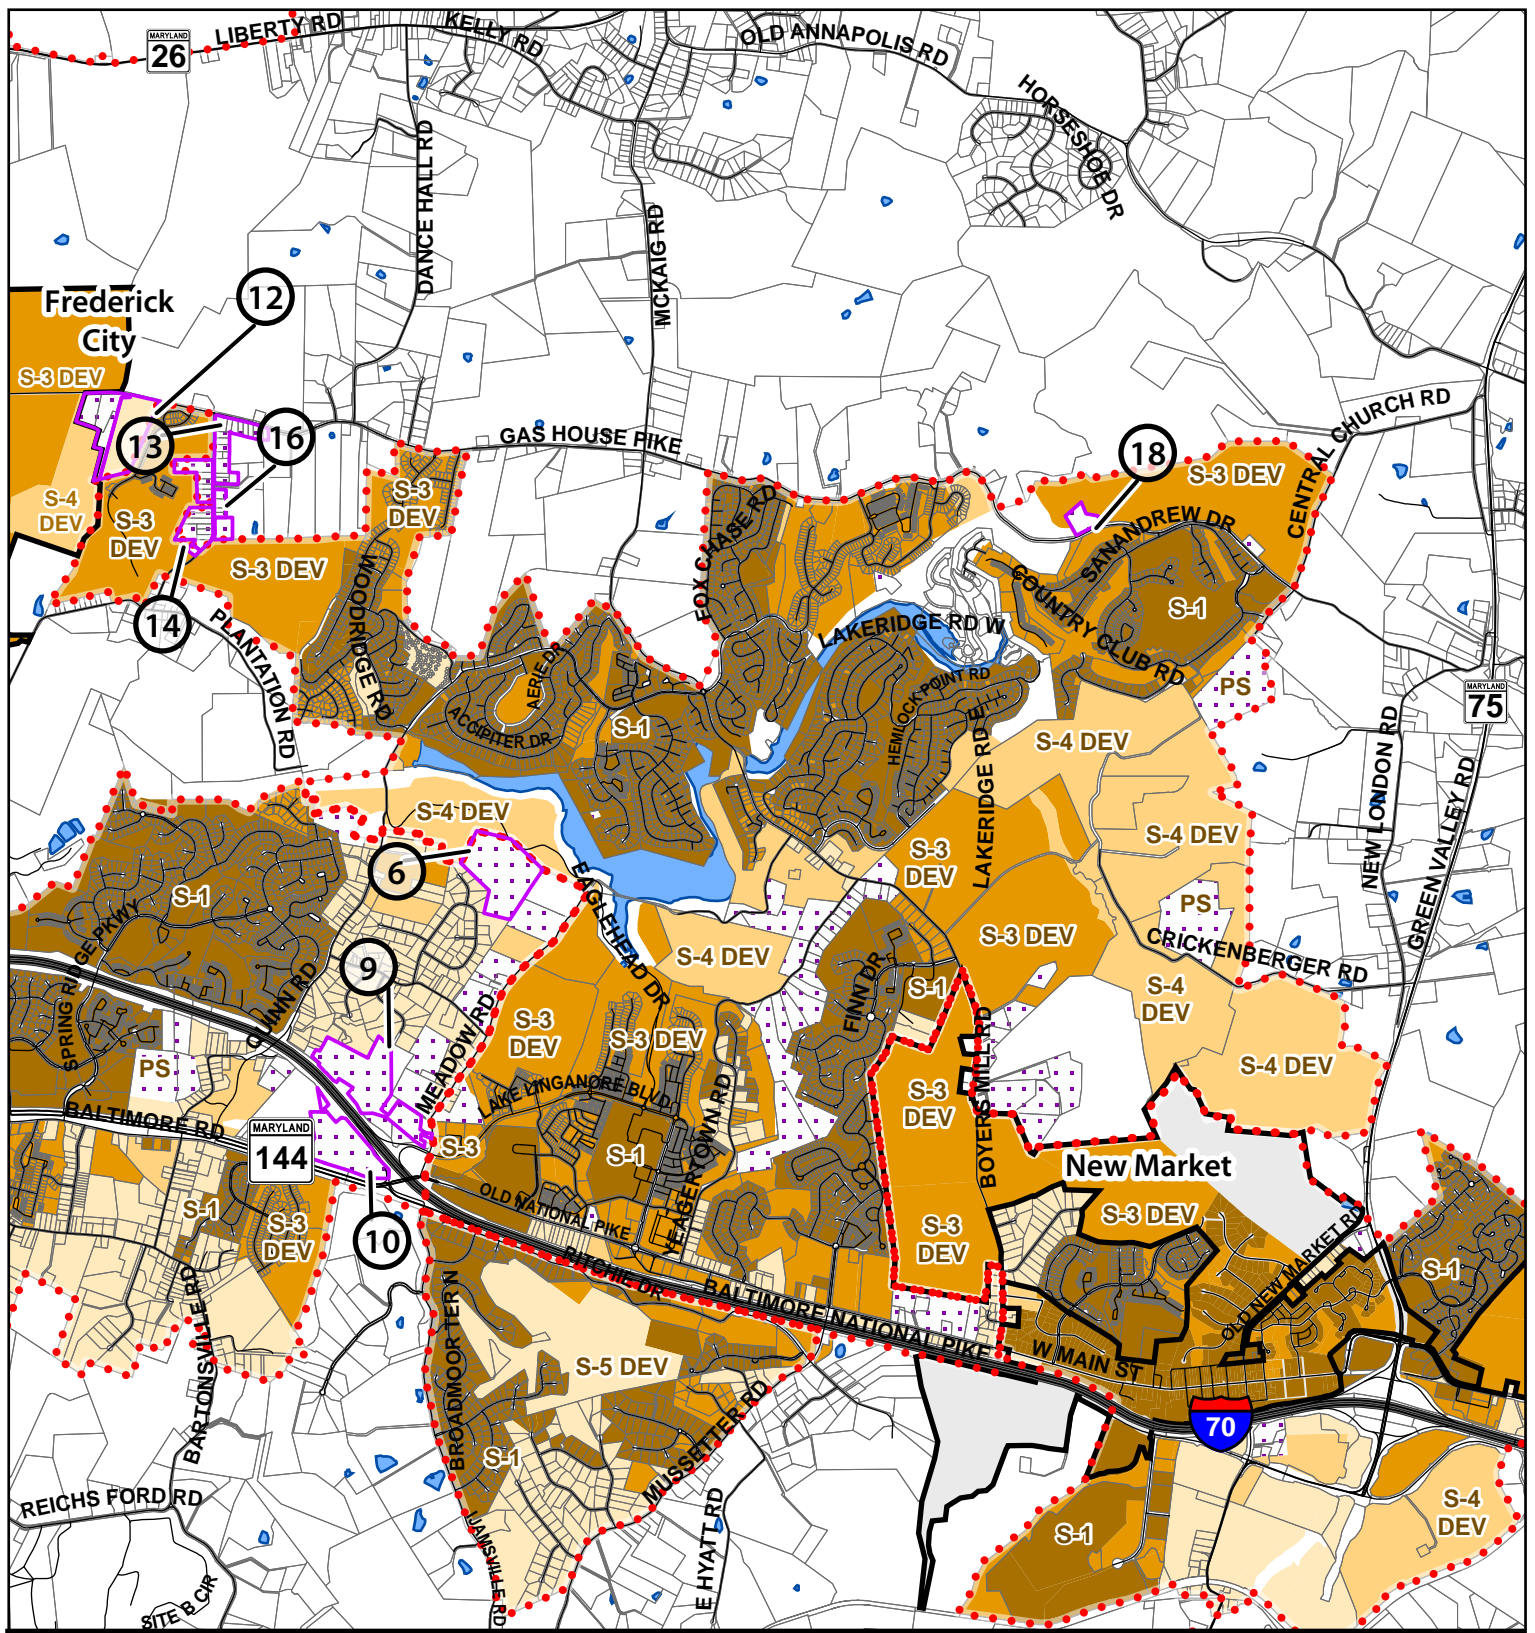 LIBERTY RD
KELLY RD
MARYLAND
26
OLD ANNAPOLIS RD
HORSESHOE DR
DANCE HALL RD
MCKAIG RD
Frederick
City
12
S-3 DEV
13
16
GAS HOUSE PIKE
CENTRAL CHURCH RD
18
S-3 DEV
S-4
DEV
S-3
DEV
S-3
DEV
SANANDREW DR
FOX CHASE RD
S-3 DEV
WOODRIDGE RD
COUNTRY CLUB RD
S-1
14
PLANTATION RD
LAKERIDGE RD W
AERIE DR
ACCIPITER DR
S-1
HEMLOCK POINT RD
PS
MARYLAND
75
LAKERIDGE RD E
S-4 DEV
NEW LONDON RD
GREEN VALLEY RD
S-4 DEV
S-4 DEV
6
S-3
DEV
EAGLEHEAD DR
S-1
PS
SPRING RIDGE PKWY
S-3 DEV
CRICKENBERGER RD
9
S-4 DEV
FINN DR
S-1
S-4
DEV
QUINN RD
MEADOW RD
S-3
DEV
S-3 DEV
BOYERS MILL RD
PS
S-4 DEV
S-3
DEV
LAKE LINGANORE BLVD
BALTIMORE RD
MARYLAND
144
S-3
S-1
YEAGERTOWN RD
New Market
S-1
S-3
DEV
OLD NATIONAL PIKE
S-3
DEV
S-3 DEV
10
OLD NEW MARKET RD
S-1
RITCHIE DR
BALTIMORE NATIONAL PIKE
W MAIN ST
BARTONSVILLE RD
BROADMOOR TER N
S-5 DEV
70
MUSSETTER RD
S-1
REICHS FORD RD
E HYATT RD
IJAMSVILLE RD
S-1
S-4
DEV
SITE B CIR